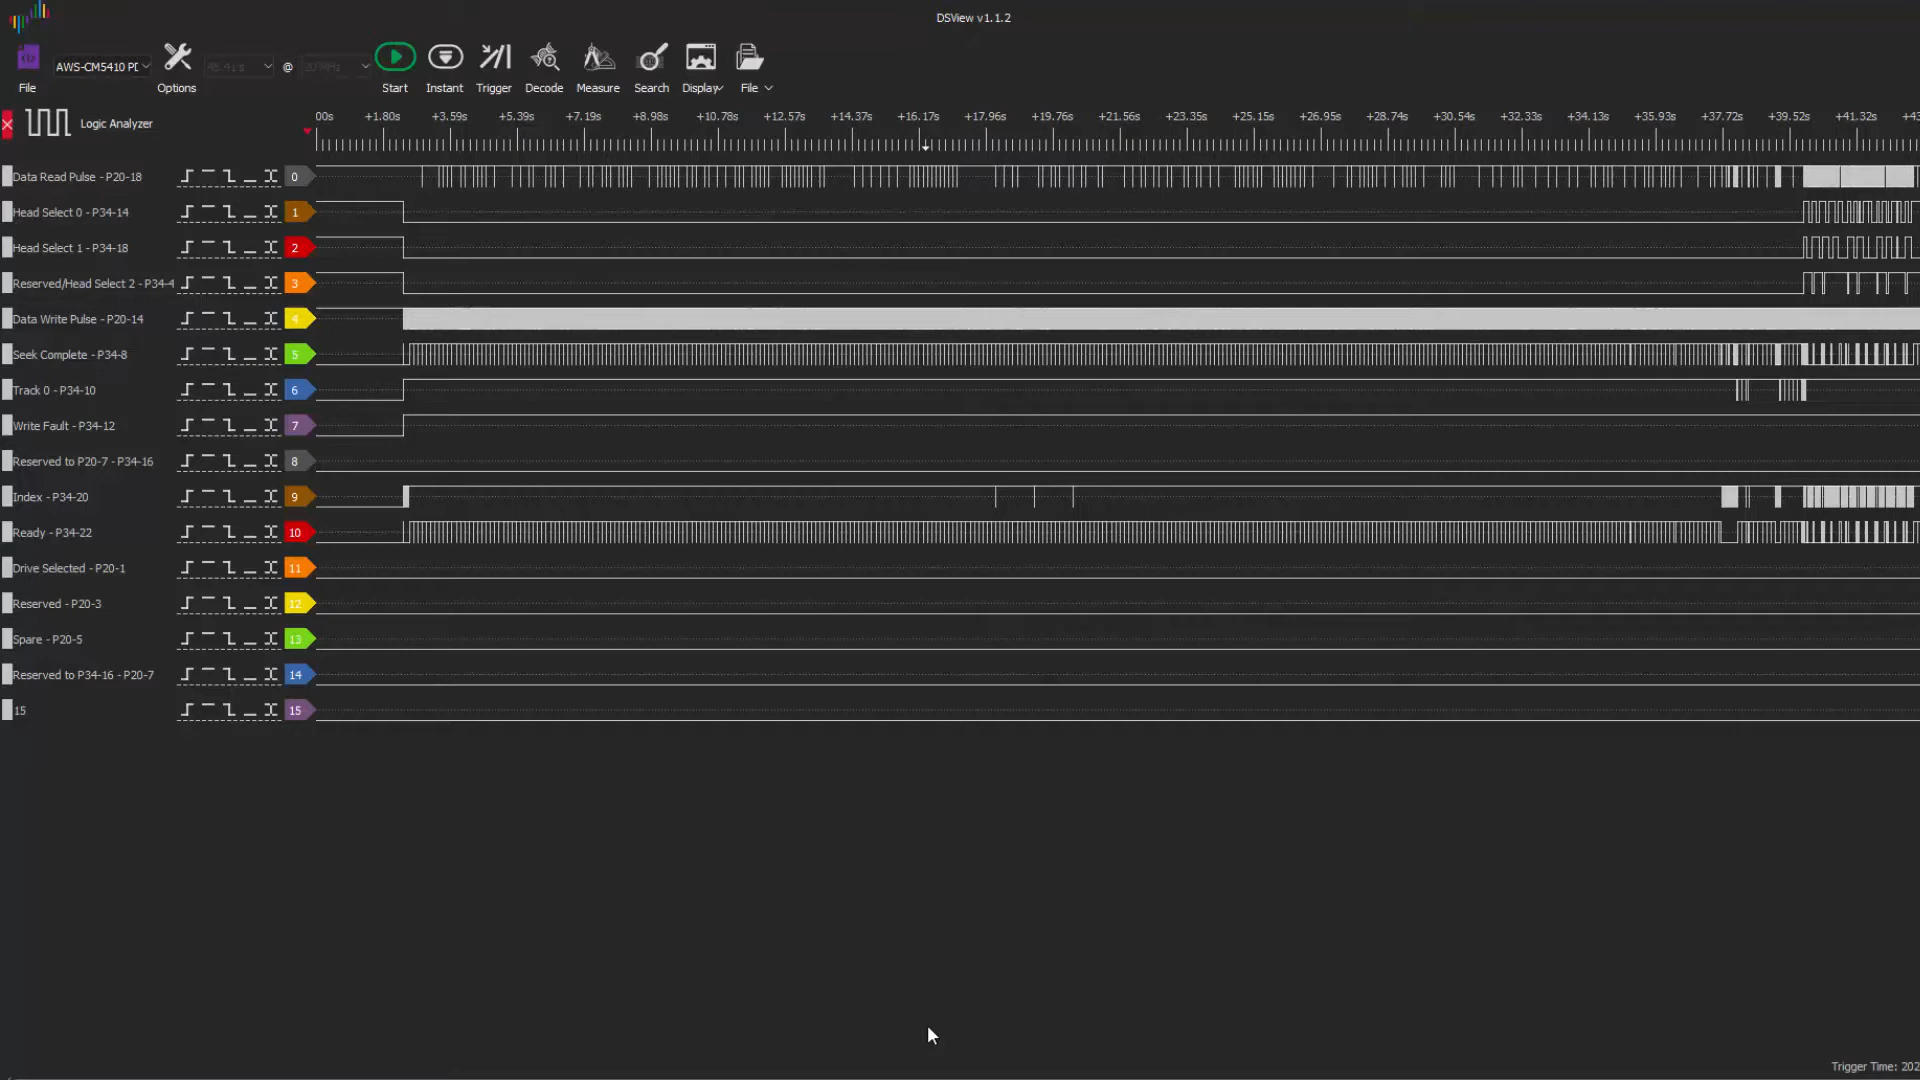 DSView v1.1.2
AWS-CM5410 PD
@
File
Options
Start
Instant
Trigger
Decode
Measure
Search
Display
File
Logic Analyzer
00s +1.80s +3.59s +5.39s +7.19s +8.98s +10.78s +12.57s +14.37s +16.17s +17.96s +19.76s +21.56s +23.35s +25.15s +26.95s +28.74s +30.54s +32.33s +34.13s +35.93s +37.72s +39.52s +41.32s +43
Data Read Pulse - P20-18 0
Head Select 0 - P34-14 1
Head Select 1 - P34-18 2
Reserved/Head Select 2 - P34-4 3
Data Write Pulse - P20-14 4
Seek Complete - P34-8 5
Track 0 - P34-10 6
Write Fault - P34-12 7
Reserved to P20-7 - P34-16 8
Index - P34-20 9
Ready - P34-22 10
Drive Selected - P20-1 11
Reserved - P20-3 12
Spare - P20-5 13
Reserved to P34-16 - P20-7 14
15 15
Trigger Time: 202